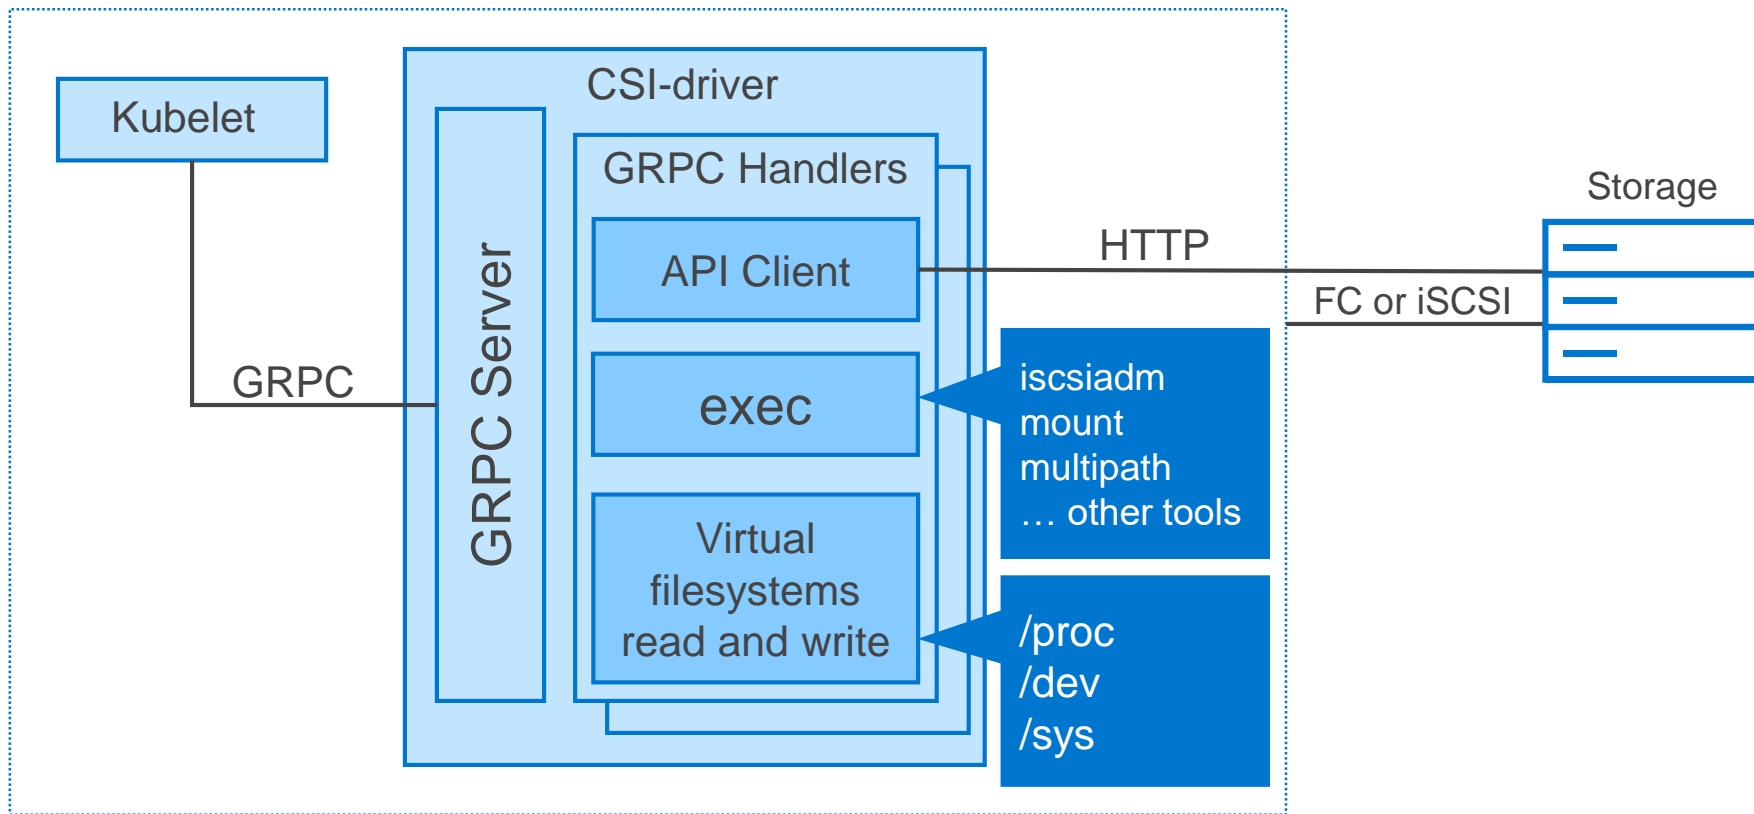 CSI-driver
Kubelet
GRPC
GRPC Server
GRPC Handlers
API Client
exec
Virtual
filesystems
read and write
HTTP
FC or iSCSI
Storage
iscsiadm
mount
multipath
… other tools
/proc
/dev
/sys